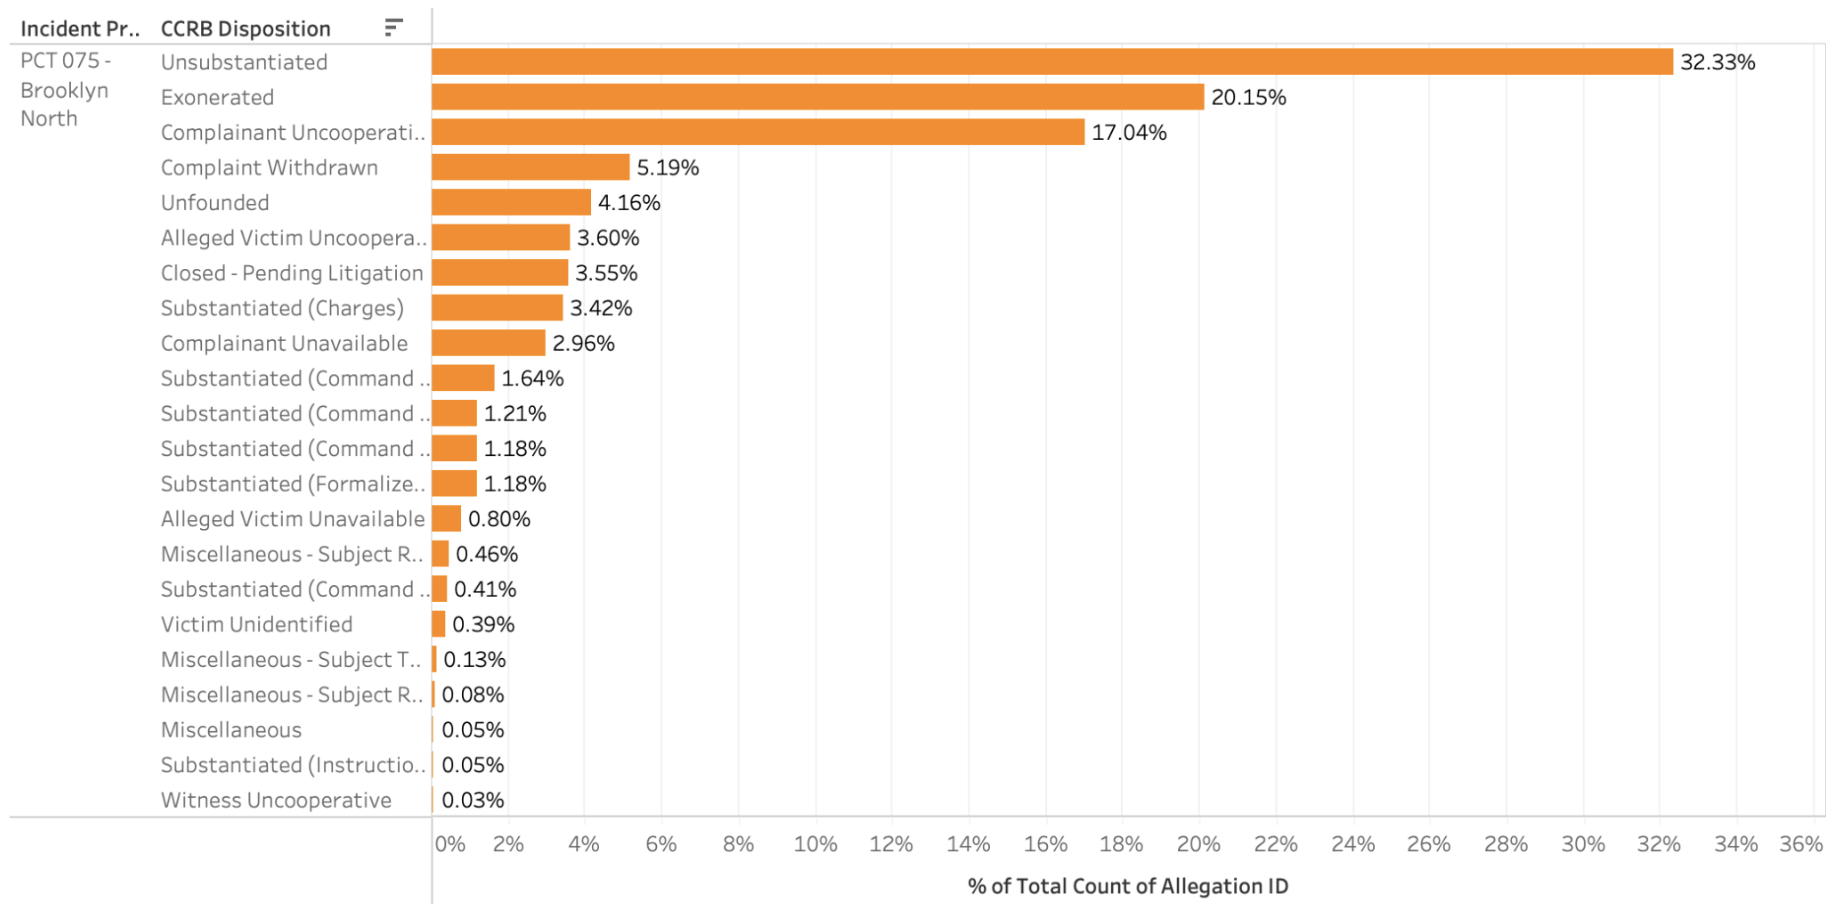 Incident Pr.. CCRB Disposition
PCT 075 - Unsubstantiated 32.33%
Brooklyn Exonerated 20.15%
North Complainant Uncooperati.. 17.04%
Complaint Withdrawn 5.19%
Unfounded 4.16%
Alleged Victim Uncoopera.. 3.60%
Closed - Pending Litigation 3.55%
Substantiated (Charges) 3.42%
Complainant Unavailable 2.96%
Substantiated (Command .. 1.64%
Substantiated (Command .. 1.21%
Substantiated (Command .. 1.18%
Substantiated (Formalize.. 1.18%
Alleged Victim Unavailable 0.80%
Miscellaneous - Subject R.. 0.46%
Substantiated (Command .. 0.41%
Victim Unidentified 0.39%
Miscellaneous - Subject T.. 0.13%
Miscellaneous - Subject R.. 0.08%
Miscellaneous 0.05%
Substantiated (Instructio.. 0.05%
Witness Uncooperative 0.03%
0% 2% 4% 6% 8% 10% 12% 14% 16% 18% 20% 22% 24% 26% 28% 30% 32% 34% 36%
% of Total Count of Allegation ID